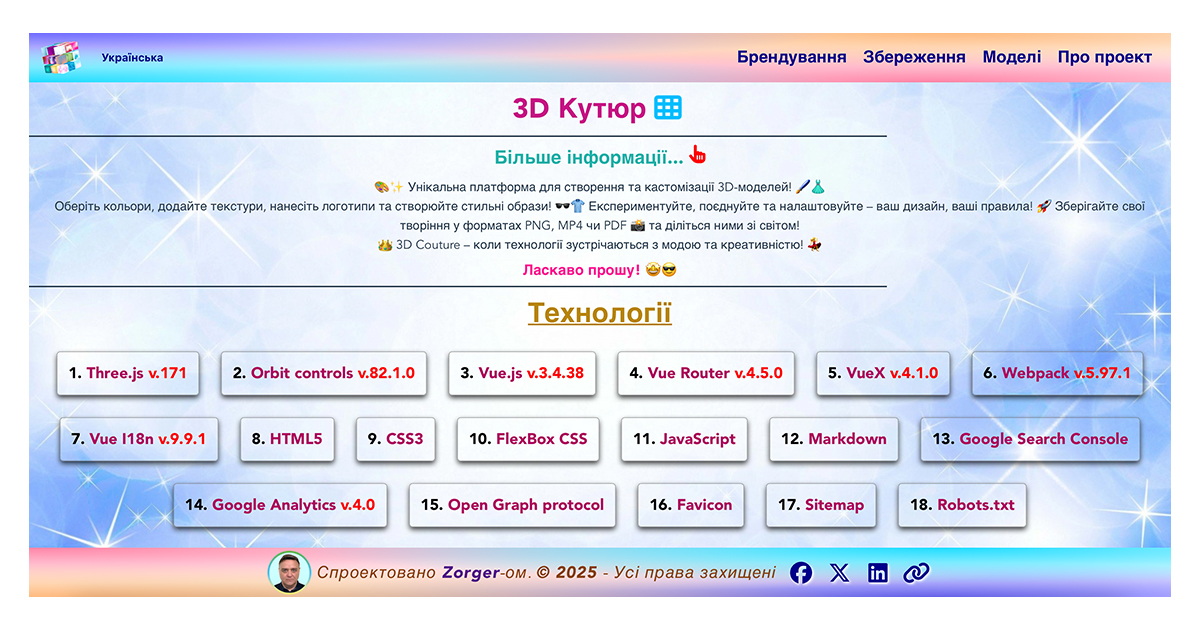 Українська
Брендування Збереження Моделі Про проект
3D Кутюр
Більше інформації...
🎨✨ Унікальна платформа для створення та кастомізації 3D-моделей! 🖌️👗
Оберіть кольори, додайте текстури, нанесіть логотипи та створюйте стильні образи! 🕶️👕 Експериментуйте, поєднуйте та налаштовуйте – ваш дизайн, ваші правила! 🚀 Зберігайте свої
творіння у форматах PNG, MP4 чи PDF 📸 та діліться ними зі світом!
👑 3D Couture – коли технології зустрічаються з модою та креативністю! 💃
Ласкаво прошу! 🤩😎
Технології
1. Three.js v.171 2. Orbit controls v.82.1.0 3. Vue.js v.3.4.38 4. Vue Router v.4.5.0 5. VueX v.4.1.0 6. Webpack v.5.97.1
7. Vue I18n v.9.9.1 8. HTML5 9. CSS3 10. FlexBox CSS 11. JavaScript 12. Markdown 13. Google Search Console
14. Google Analytics v.4.0 15. Open Graph protocol 16. Favicon 17. Sitemap 18. Robots.txt
Спроектовано Zorger-ом. © 2025 - Усі права захищені